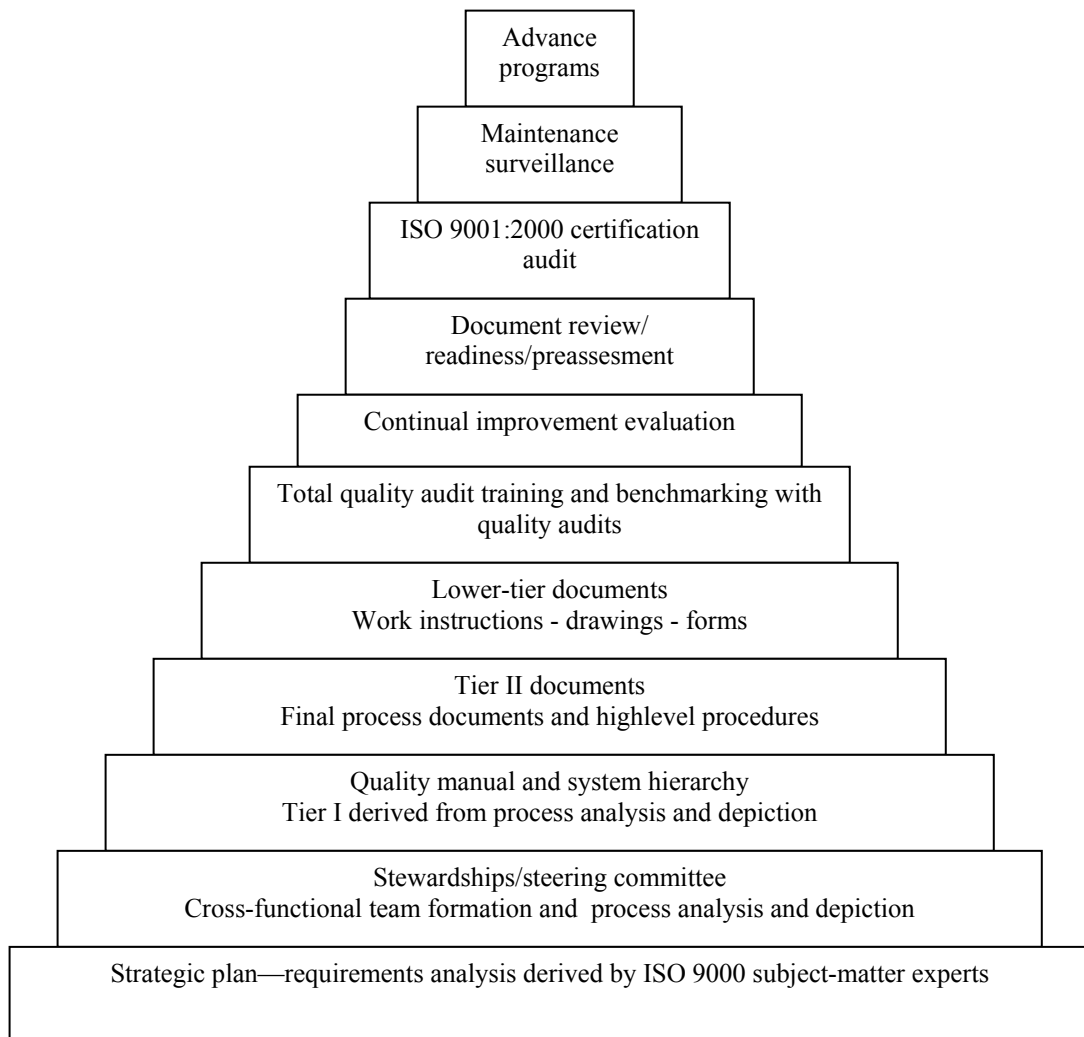 Advance
programs
Maintenance
surveillance
ISO 9001:2000 certification
audit
Document review/
readiness/preassesment
Continual improvement evaluation
Total quality audit training and benchmarking with
quality audits
Lower-tier documents
Work instructions - drawings - forms
Tier II documents
Final process documents and highlevel procedures
Quality manual and system hierarchy
Tier I derived from process analysis and depiction
Stewardships/steering committee
Cross-functional team formation and  process analysis and depiction
Strategic plan—requirements analysis derived by ISO 9000 subject-matter experts